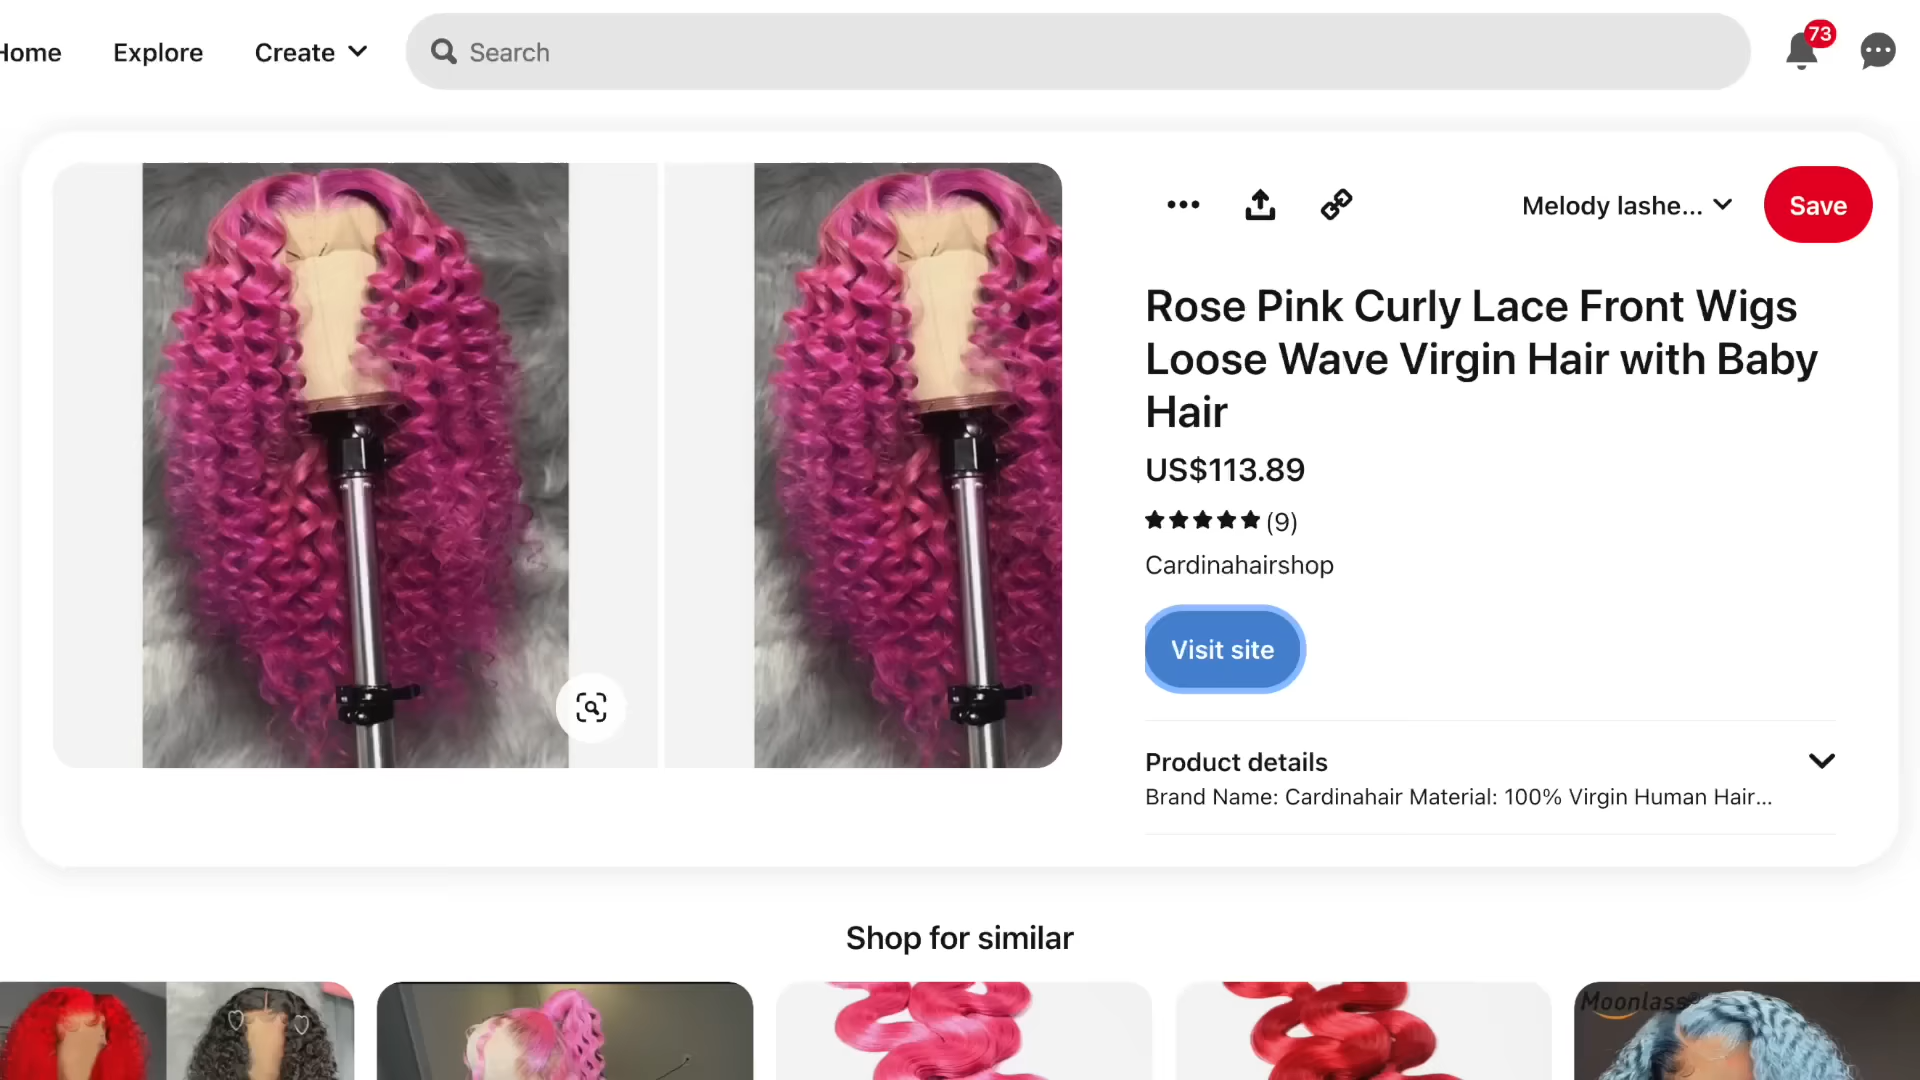 Home
Explore
Create
Search
73
Melody lashe...
Save
Rose Pink Curly Lace Front Wigs
Loose Wave Virgin Hair with Baby
Hair
US$113.89
(9)
Cardinahairshop
Visit site
Product details
Brand Name: Cardinahair Material: 100% Virgin Human Hair...
Shop for similar
Moonlass